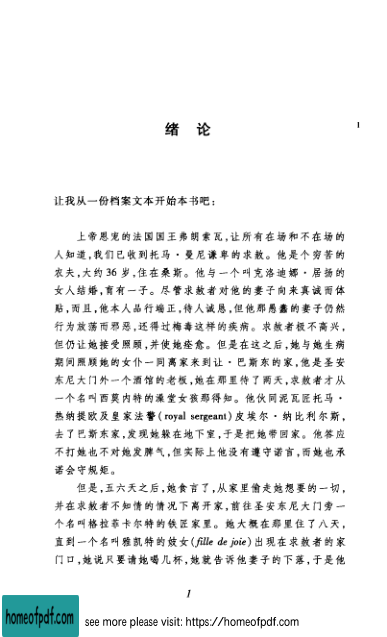 绪 论
1
让我从一份档案文本开始本书吧:
上帝恩宠的法国国王弗朗索瓦,让所有在场和不在场的
人知道,我们已收到托马·曼尼谦卑的求赦。他是个穷苦的
农夫,大约 36 岁,住在桑斯。他与一个叫克洛迪娜·居扬的
女人结婚,育有一子。尽管求赦者对他的妻子向来真诚而体
贴,而且,他本人品行端正,待人诚恳,但他那愚蠢的妻子仍然
行为放荡而邪恶,还得过梅毒这样的疾病。求赦者极不高兴,
但仍让她接受照顾,并使她痊愈。但是在这之后,她与她生病
期间照顾她的女仆一同离家来到让·巴斯东的家,他是圣安
东尼大门外一个酒馆的老板,她在那里待了两天,求赦者才从
一个名叫西莫内特的澡堂女孩那得知。他伙同泥瓦匠托马·
热纳提欧及皇家法警(royal sergeant)皮埃尔·纳比利尔斯,
去了巴斯东家,发现她躲在地下室,于是把她带回家。他答应
不打她也不对她发脾气,但实际上他没有遵守诺言,而她也承
诺会守规矩。
但是,五六天之后,她食言了,从家里偷走她想要的一切,
并在求赦者不知情的情况下离开家,前往圣安东尼大门旁一
个名叫格拉菲卡尔特的铁匠家里。她大概在那里住了八天,
直到一个名叫雅凯特的妓女(fille de joie)出现在求赦者的家
门口,她说只要请她喝几杯,她就告诉他妻子的下落,于是他
1
homeofpdf.com
see more please visit: https://homeofpdf.com